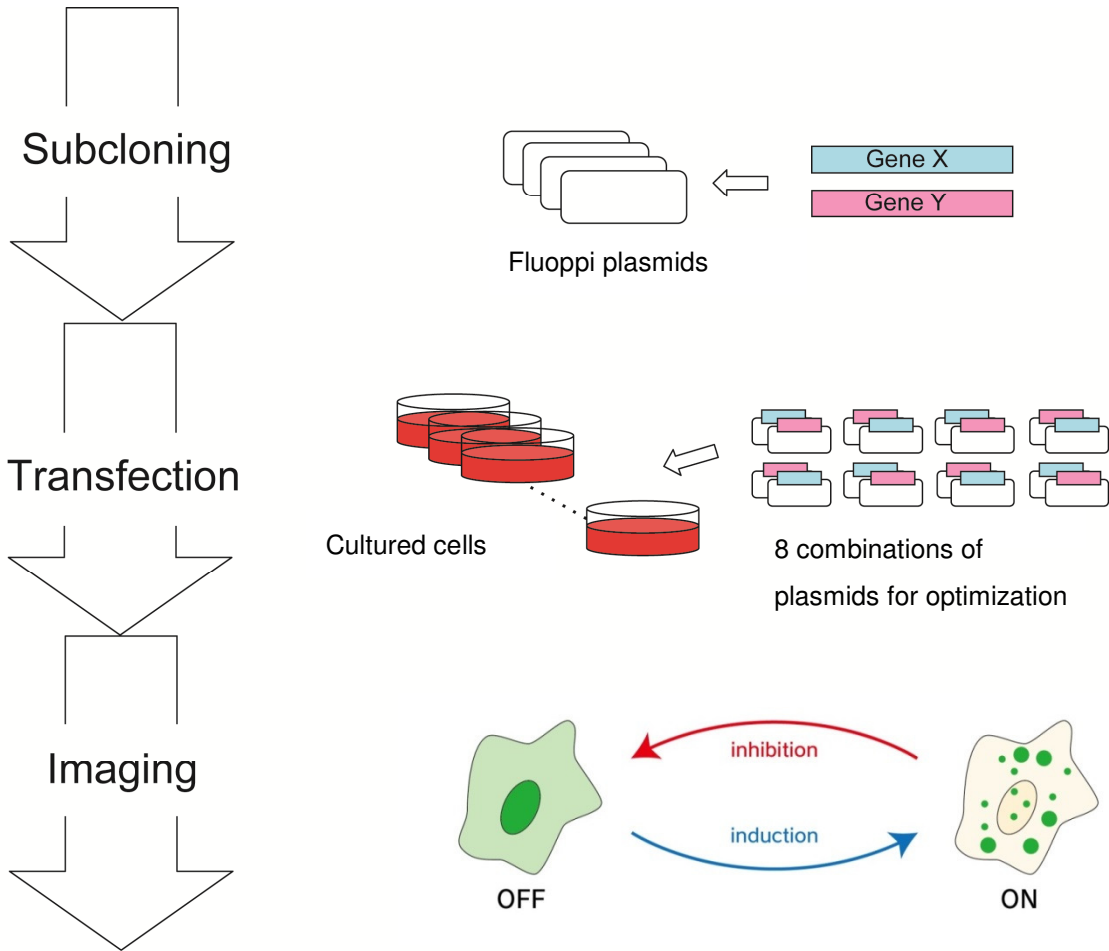 Subcloning
Gene X
Gene Y
Fluoppi plasmids
Transfection
Cultured cells
8 combinations of
plasmids for optimization
Imaging
inhibition
induction
OFF
ON